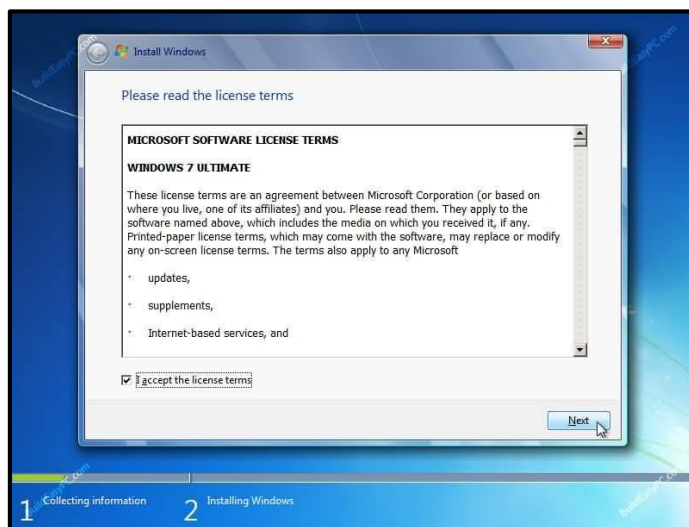 Install Windows
Please read the license terms
MICROSOFT SOFTWARE LICENSE TERMS
WINDOWS 7 ULTIMATE
These license terms are an agreement between Microsoft Corporation (or based on
where you live, one of its affiliates) and you. Please read them. They apply to the
software named above, which includes the media on which you received it, if any.
Printed-paper license terms, which may come with the software, may replace or modify
any on-screen license terms. The terms also apply to any Microsoft
· updates,
· supplements,
· Internet-based services, and
I accept the license terms
Next
1 Collecting information
2 Installing Windows
BuildEasyPC.com